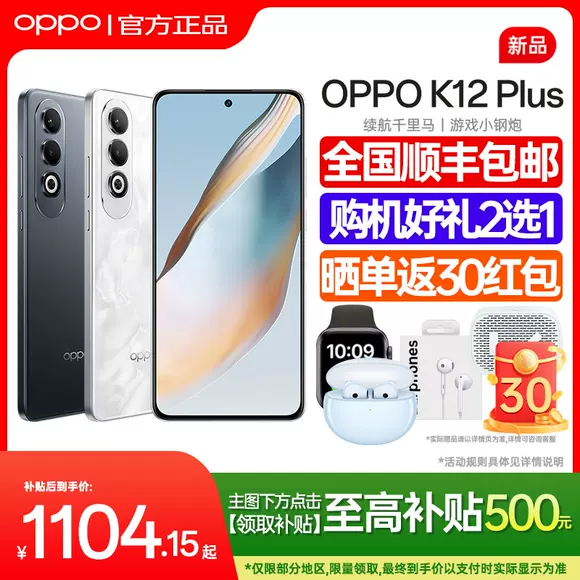 oppo | 官方正品
新品
OPPO K12 Plus
续航千里马 | 游戏小钢炮
全国顺丰包邮
购机好礼2选1
晒单返30红包
oppo
oppo
10:09
phones
30
*实际赠品请以详情页为准,详情可咨询客服
*活动规则具体见详情说明
补贴后到手价:
¥1104.15起
主图下方点击
【领取补贴】
至高补贴500元
*仅限部分地区,限量领取,最终到手价以支付时实际显示为准